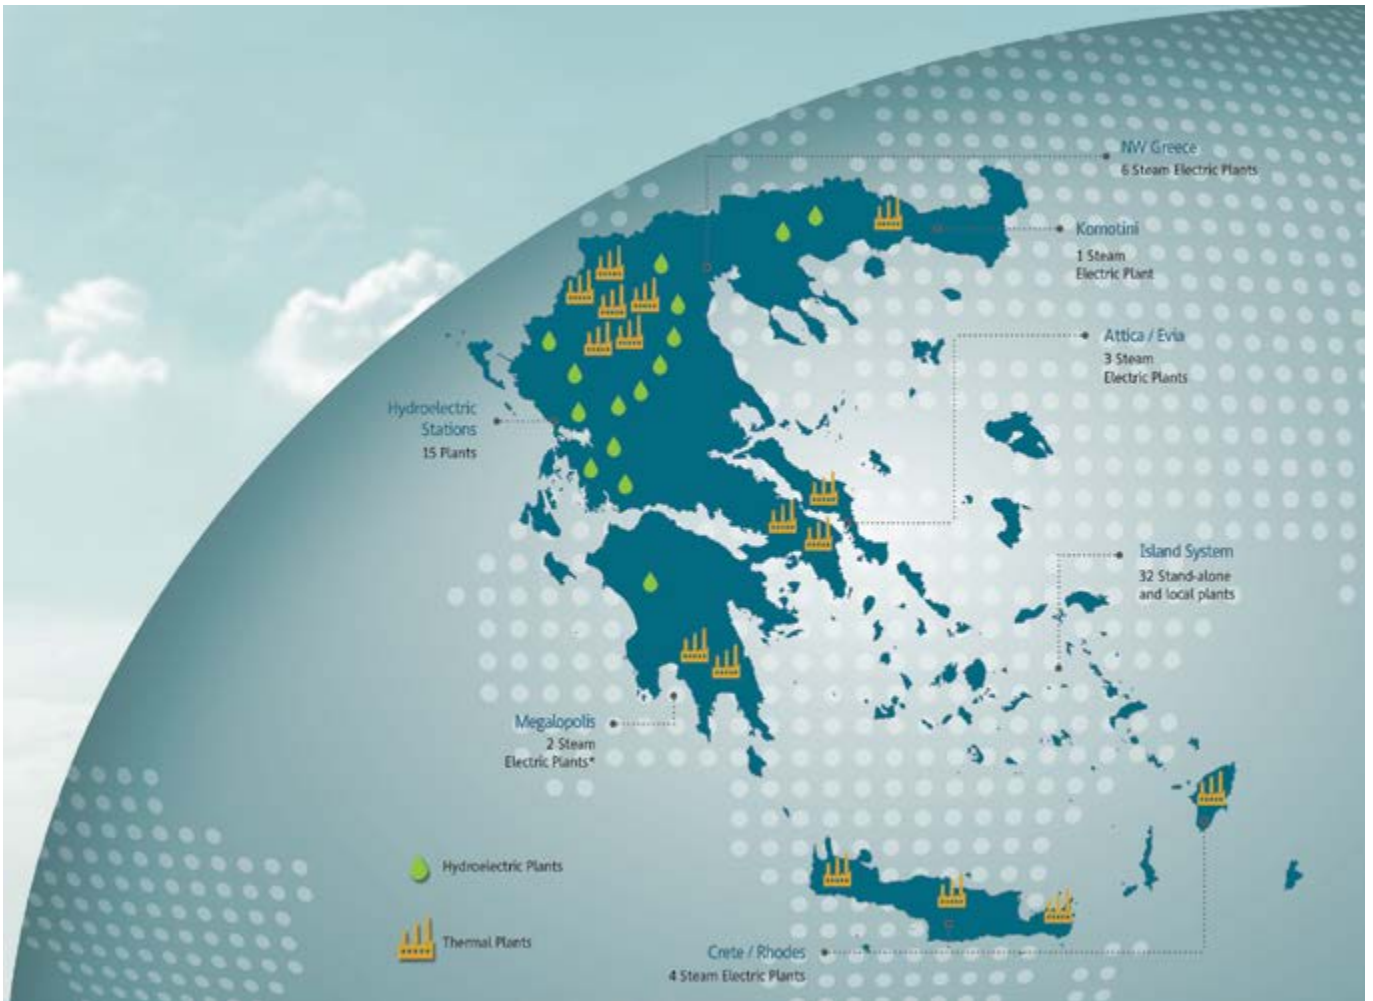 NW Greece
6 Steam Electric Plants
Komotini
1 Steam
Electric Plant
Attica / Evia
3 Steam
Electric Plants
Hydroelectric
Stations
15 Plants
Island System
32 Stand-alone
and local plants
Megalopolis
2 Steam
Electric Plants*
Hydroelectric Plants
Thermal Plants
Crete / Rhodes
4 Steam Electric Plants